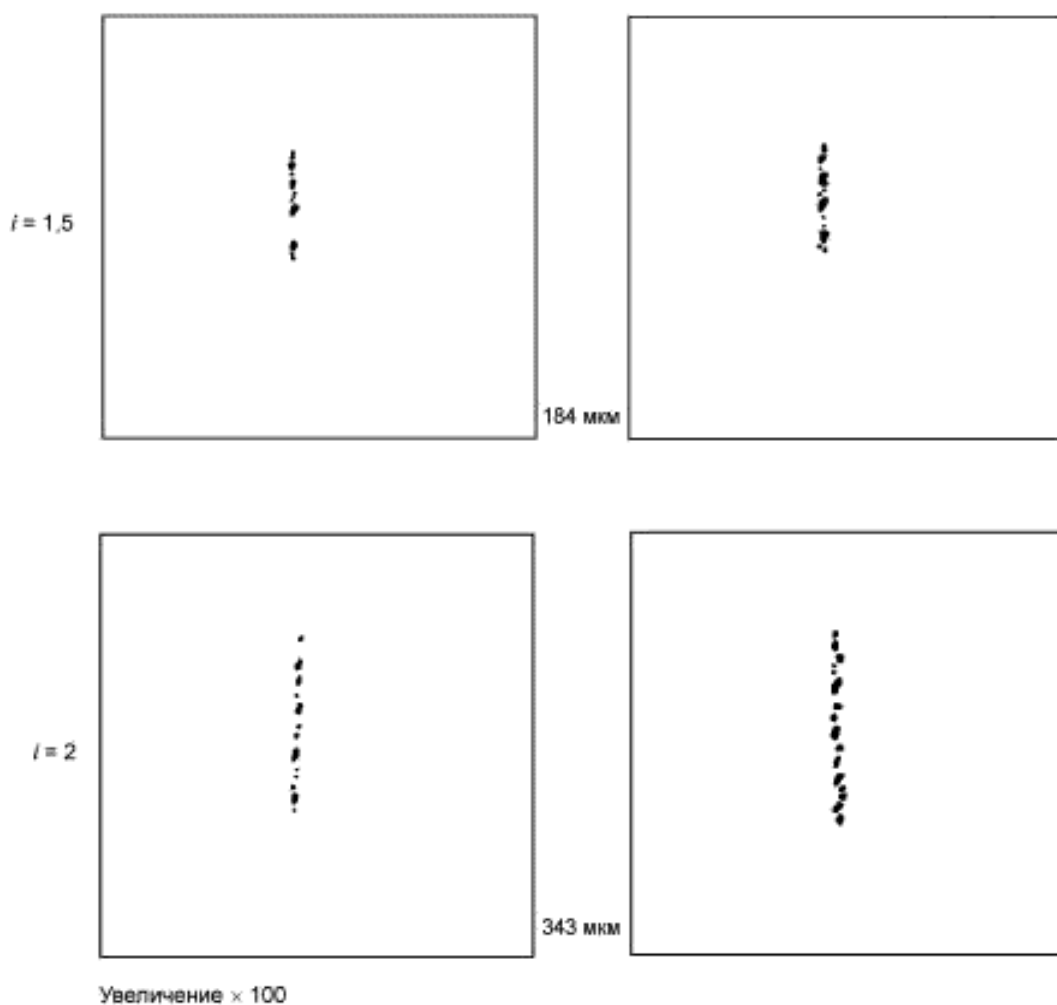 i = 1,5
184 мкм
i = 2
343 мкм
Увеличение × 100